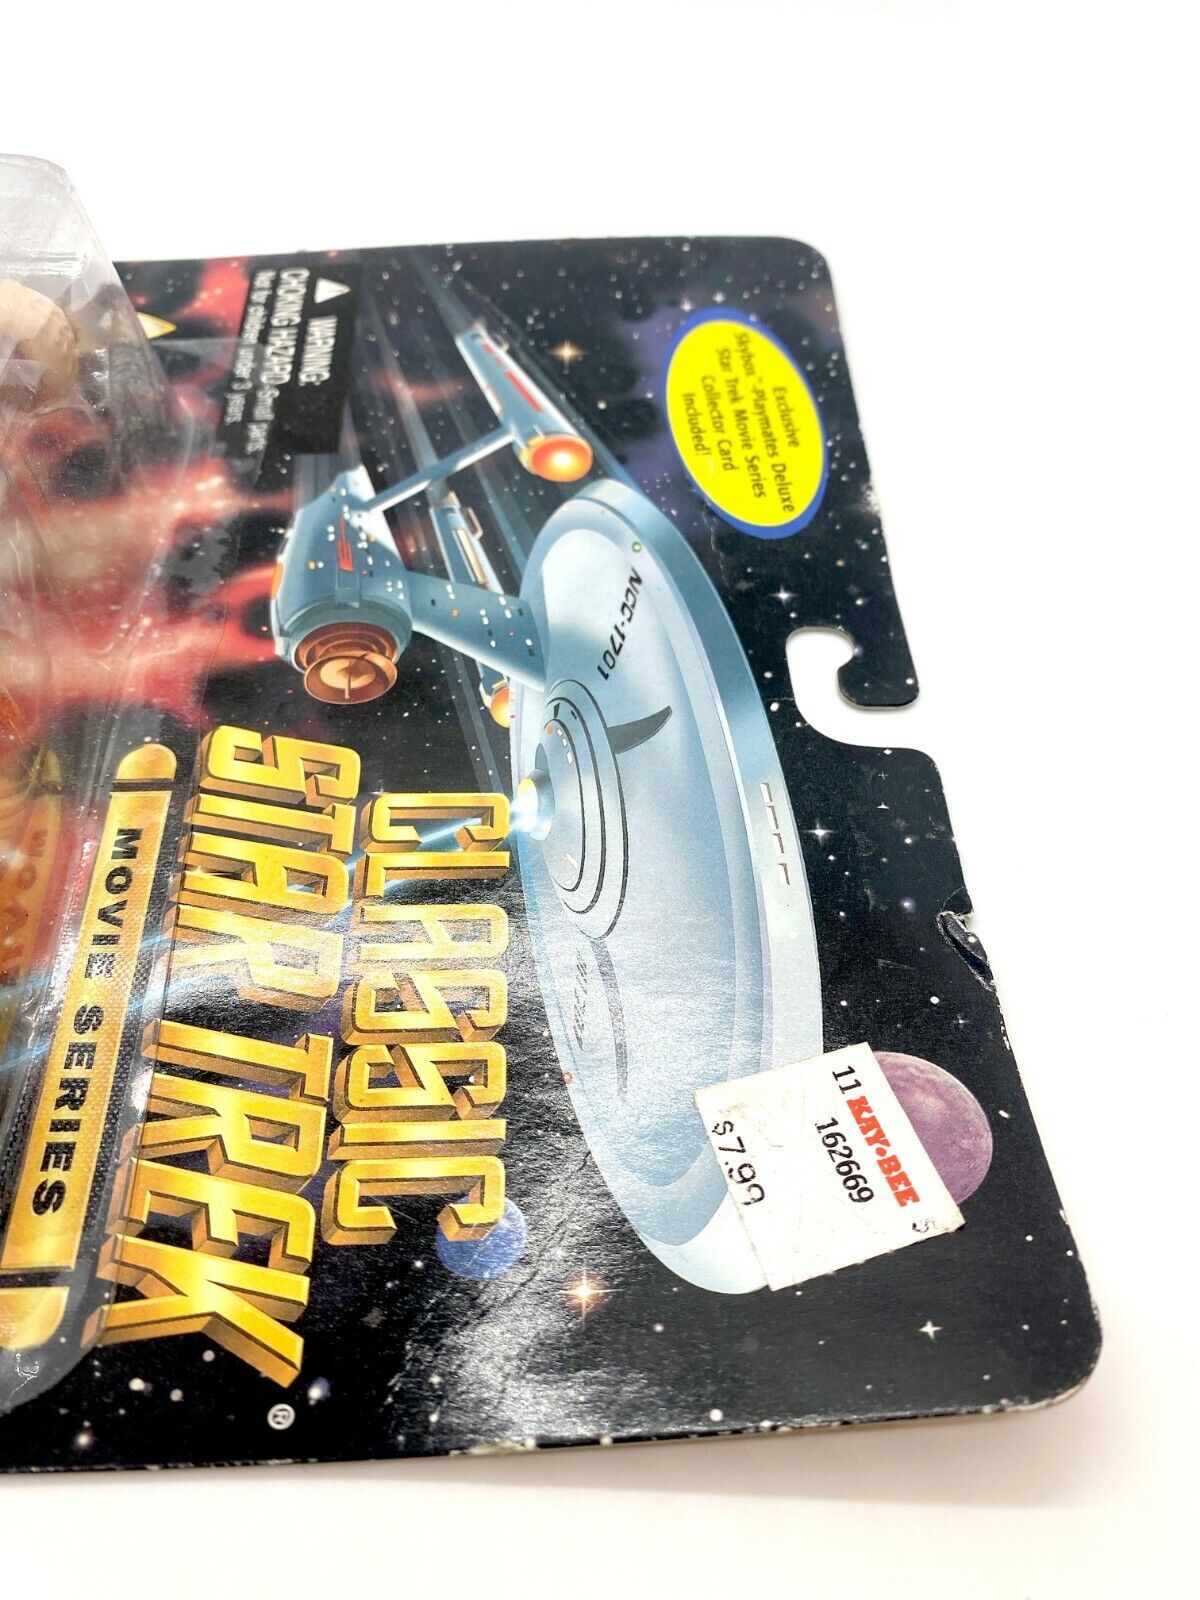 Exclusive
Skybox™-Playmates Deluxe
Star Trek Movie Series
Collector Card
Included!
WARNING:
CHOKING HAZARD-Small parts
Not for children under 3 years.
NCC-1701
CLASSIC
STAR TREK
®
MOVIE SERIES
11 KAY•BEE
162669
$7.99